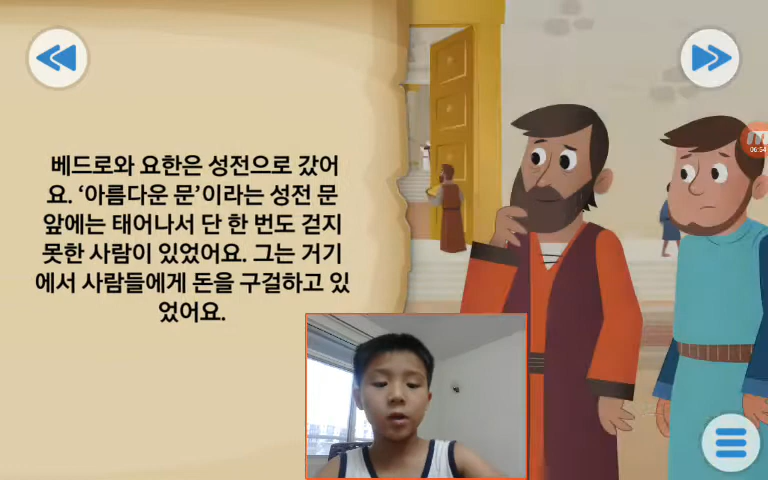 베드로와 요한은 성전으로 갔어
요. ‘아름다운 문’이라는 성전 문
앞에는 태어나서 단 한 번도 걷지
못한 사람이 있었어요. 그는 거기
에서 사람들에게 돈을 구걸하고 있
었어요.
06:54